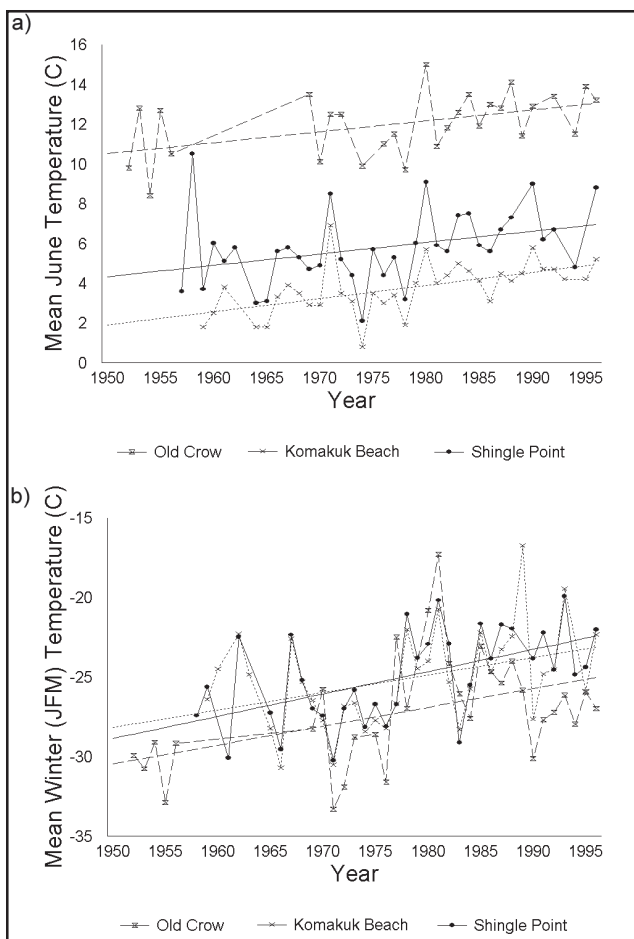 a)
Mean June Temperature (C)
16
14
12
10
8
6
4
2
0
1950 1955 1960 1965 1970 1975 1980 1985 1990 1995
Year
Old Crow Komakuk Beach Shingle Point
b)
Mean Winter (JFM) Temperature (C)
-15
-20
-25
-30
-35
1950 1955 1960 1965 1970 1975 1980 1985 1990 1995
Year
Old Crow Komakuk Beach Shingle Point